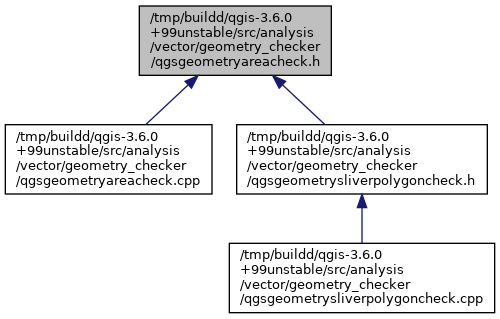 /tmp/buildd/qgis-3.6.0
+99unstable/src/analysis
/vector/geometry_checker
/qgsgeometryareacheck.h
/tmp/buildd/qgis-3.6.0
+99unstable/src/analysis
/vector/geometry_checker
/qgsgeometryareacheck.cpp
/tmp/buildd/qgis-3.6.0
+99unstable/src/analysis
/vector/geometry_checker
/qgsgeometrysliverpolygoncheck.h
/tmp/buildd/qgis-3.6.0
+99unstable/src/analysis
/vector/geometry_checker
/qgsgeometrysliverpolygoncheck.cpp